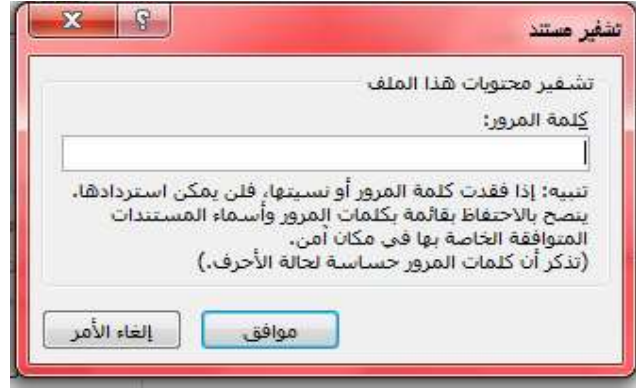 تشفير مستند
تشفير محتويات هذا الملف
كلمة المرور:
تنبيه: إذا فقدت كلمة المرور أو نسيتها، فلن يمكن استردادها.
ينصح بالاحتفاظ بقائمة بكلمات المرور وأسماء المستندات
المتوافقة الخاصة بها في مكان آمن.
(تذكر أن كلمات المرور حساسة لحالة الأحرف.)
موافق
إلغاء الأمر